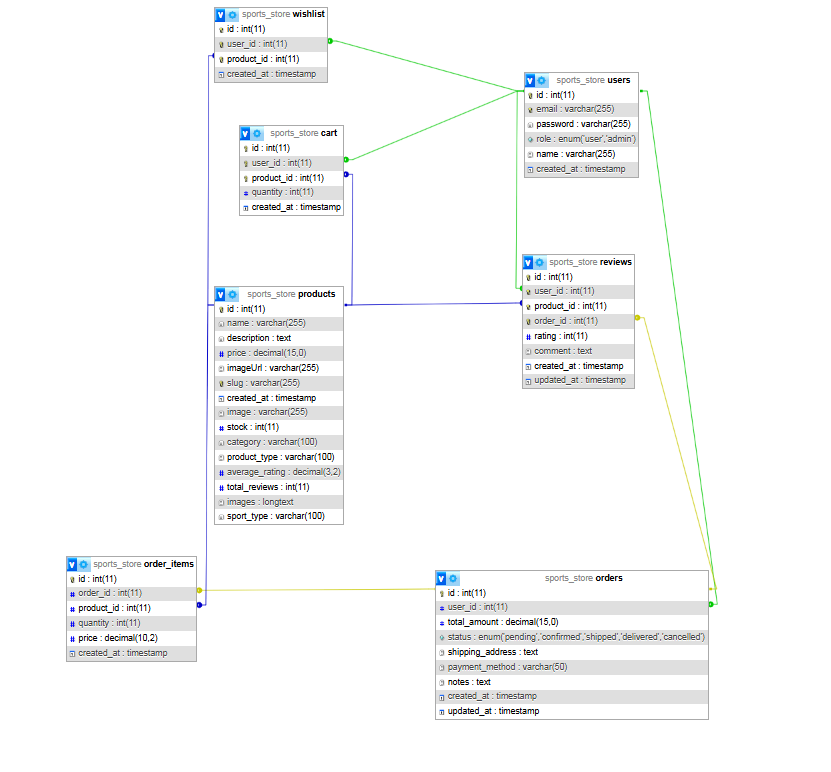 sports_store wishlist
id : int(11)
user_id : int(11)
product_id : int(11)
created_at : timestamp
sports_store users
id : int(11)
email : varchar(255)
password : varchar(255)
role : enum('user','admin')
name : varchar(255)
created_at : timestamp
sports_store cart
id : int(11)
user_id : int(11)
product_id : int(11)
quantity : int(11)
created_at : timestamp
sports_store reviews
id : int(11)
user_id : int(11)
product_id : int(11)
order_id : int(11)
rating : int(11)
comment : text
created_at : timestamp
updated_at : timestamp
sports_store products
id : int(11)
name : varchar(255)
description : text
price : decimal(15,0)
imageUrl : varchar(255)
slug : varchar(255)
created_at : timestamp
image : varchar(255)
stock : int(11)
category : varchar(100)
product_type : varchar(100)
average_rating : decimal(3,2)
total_reviews : int(11)
images : longtext
sport_type : varchar(100)
sports_store order_items
id : int(11)
order_id : int(11)
product_id : int(11)
quantity : int(11)
price : decimal(10,2)
created_at : timestamp
sports_store orders
id : int(11)
user_id : int(11)
total_amount : decimal(15,0)
status : enum('pending','confirmed','shipped','delivered','cancelled')
shipping_address : text
payment_method : varchar(50)
notes : text
created_at : timestamp
updated_at : timestamp